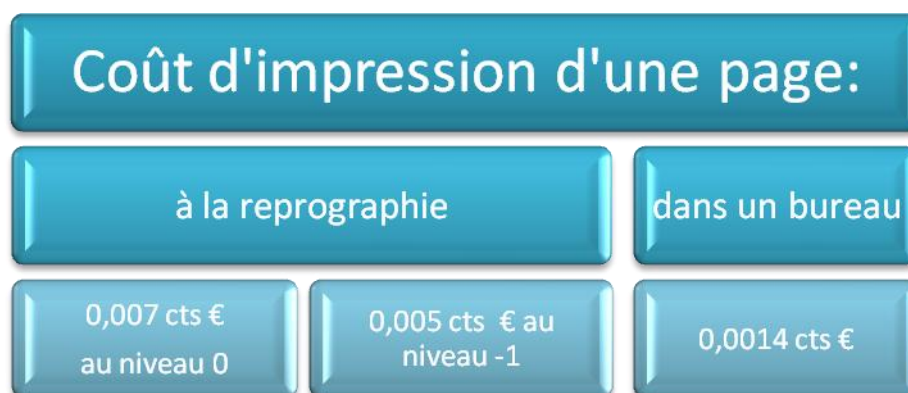 Coût d'impression d'une page:
à la reprographie
dans un bureau
0,007 cts €
au niveau 0
0,005 cts € au
niveau -1
0,0014 cts €